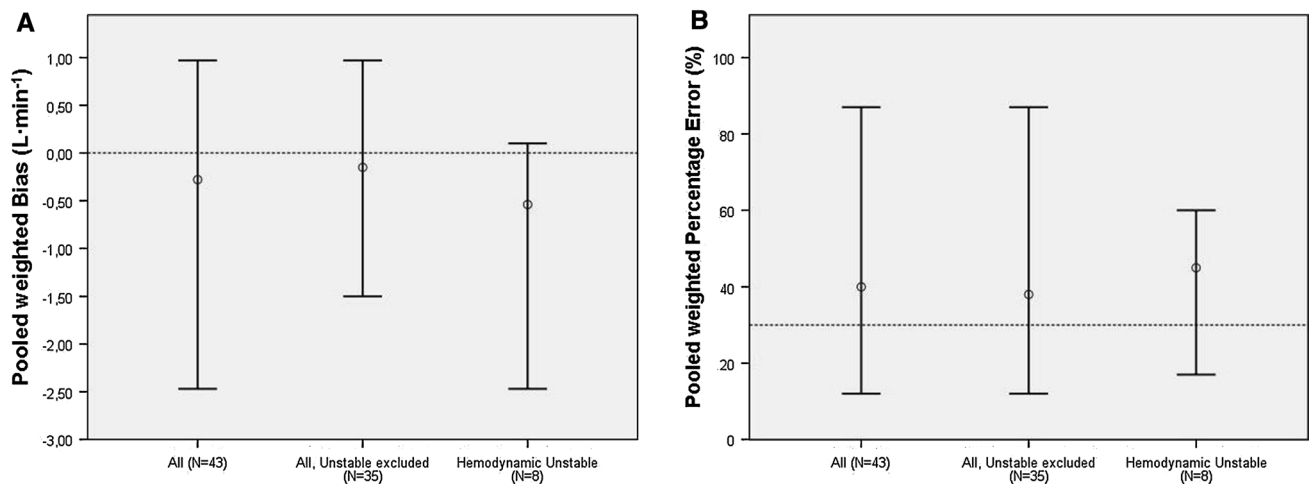 A
Pooled weighted Bias (L·min⁻¹)
1,00
0,50
0,00
-0,50
-1,00
-1,50
-2,00
-2,50
-3,00
All (N=43)
All, Unstable excluded
(N=35)
Hemodynamic Unstable
(N=8)
B
Pooled weighted Percentage Error (%)
100
80
60
40
20
0
All (N=43)
All, Unstable excluded
(N=35)
Hemodynamic Unstable
(N=8)